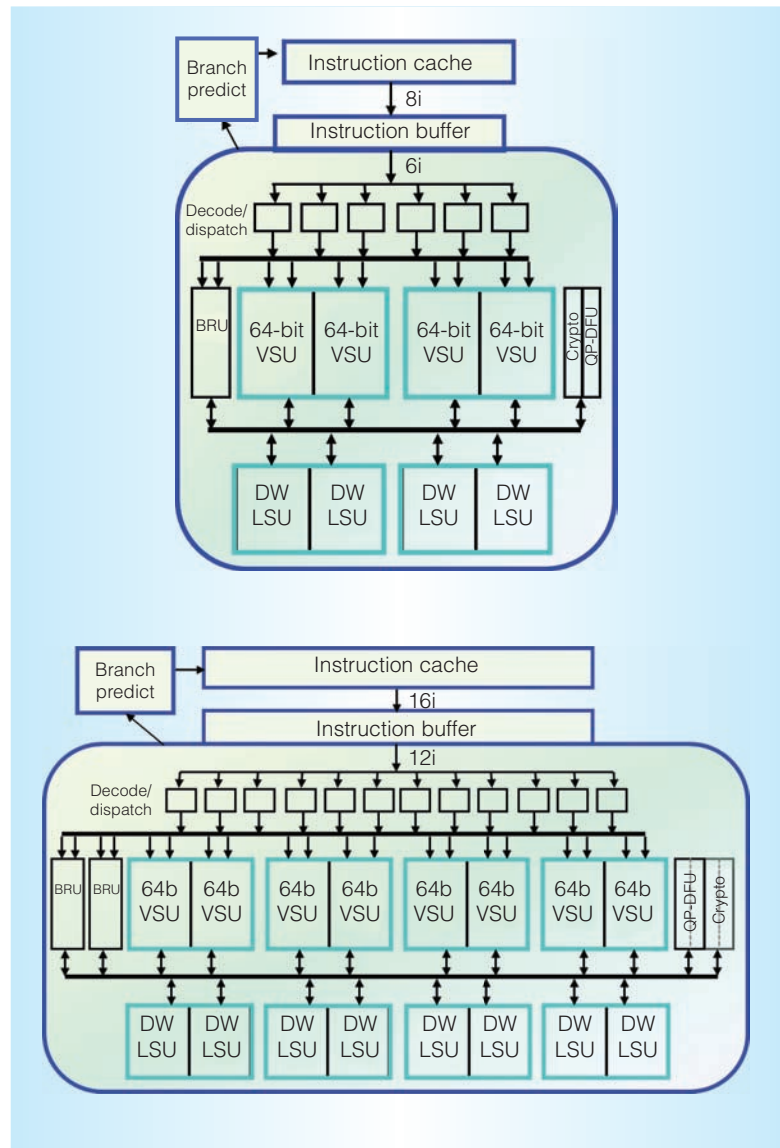 Branch
predict
Instruction cache
8i
Instruction buffer
6i
Decode/
dispatch
BRU
64-bit
VSU
64-bit
VSU
64-bit
VSU
64-bit
VSU
Crypto
QP-DFU
DW
LSU
DW
LSU
DW
LSU
DW
LSU
Branch
predict
Instruction cache
16i
Instruction buffer
12i
Decode/
dispatch
BRU
BRU
64b
VSU
64b
VSU
64b
VSU
64b
VSU
64b
VSU
64b
VSU
64b
VSU
64b
VSU
QP-DFU
Crypto
DW
LSU
DW
LSU
DW
LSU
DW
LSU
DW
LSU
DW
LSU
DW
LSU
DW
LSU